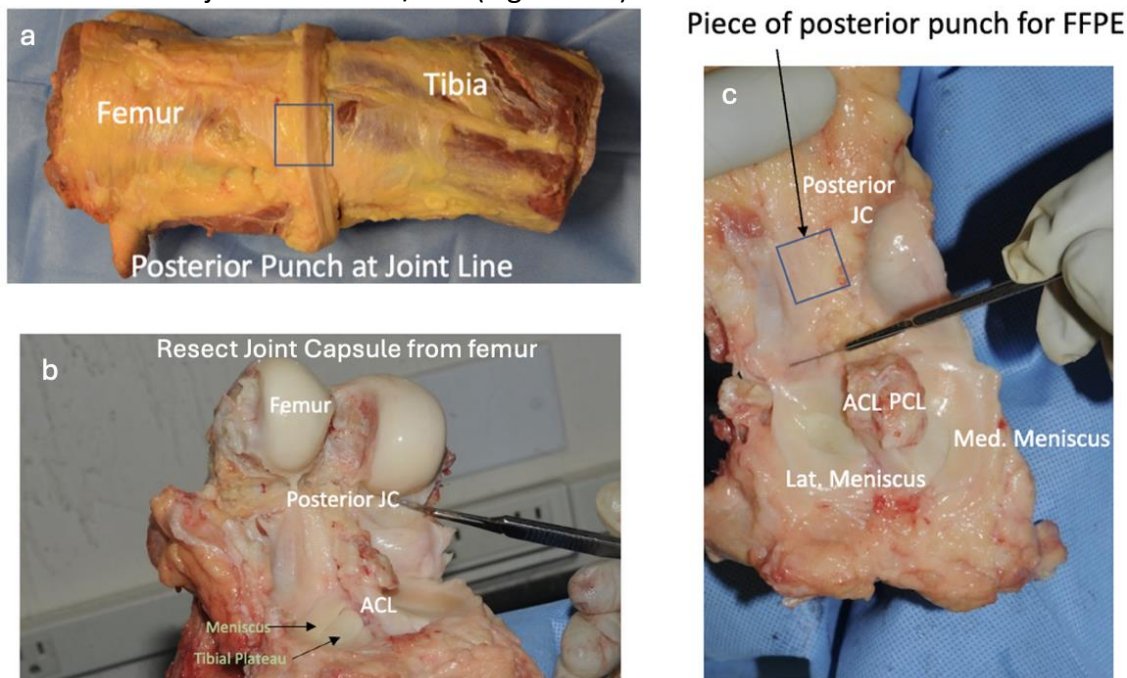 a
Femur
Tibia
Posterior Punch at Joint Line
b
Resect Joint Capsule from femur
Femur
Posterior JC
ACL
Meniscus
Tibial Plateau
Piece of posterior punch for FFPE
c
Posterior
JC
ACL PCL
Med. Meniscus
Lat. Meniscus